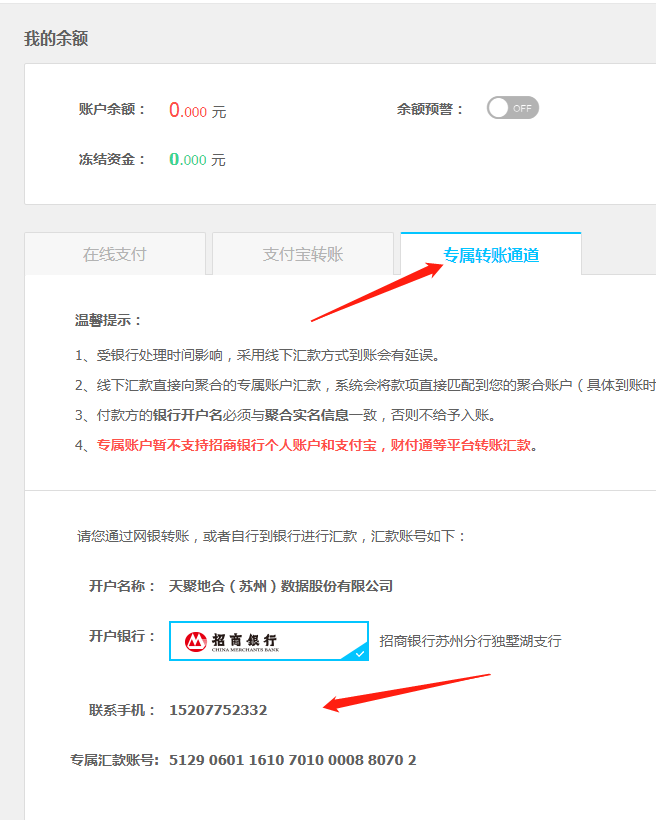 我的余额
账户余额： 0.000 元 余额预警： OFF
冻结资金： 0.000 元
在线支付 支付宝转账 专属转账通道
温馨提示：
1、受银行处理时间影响，采用线下汇款方式到账会有延误。
2、线下汇款直接向聚合的专属账户汇款，系统会将款项直接匹配到您的聚合账户（具体到账时
3、付款方的银行开户名必须与聚合实名信息一致，否则不给予入账。
4、专属账户暂不支持招商银行个人账户和支付宝，财付通等平台转账汇款。
请您通过网银转账，或者自行到银行进行汇款，汇款账号如下：
开户名称： 天聚地合（苏州）数据股份有限公司
开户银行： 招商银行 CHINA MERCHANTS BANK 招商银行苏州分行独墅湖支行
联系手机： 15207752332
专属汇款账号: 5129 0601 1610 7010 0008 8070 2